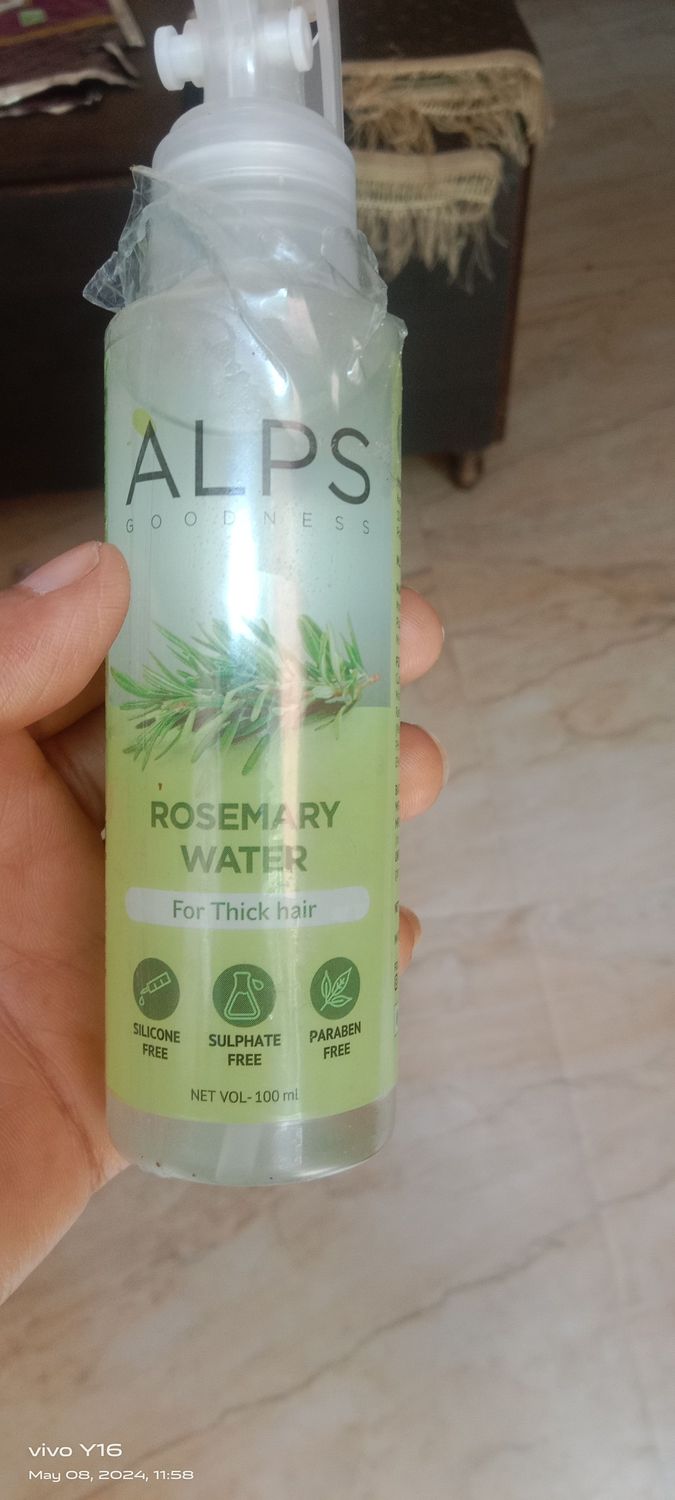 ALPS
GOODNESS
ROSEMARY
WATER
For Thick hair
SILICONE
FREE
SULPHATE
FREE
PARABEN
FREE
NET VOL- 100 ml
vivo Y16
May 08, 2024, 11:58